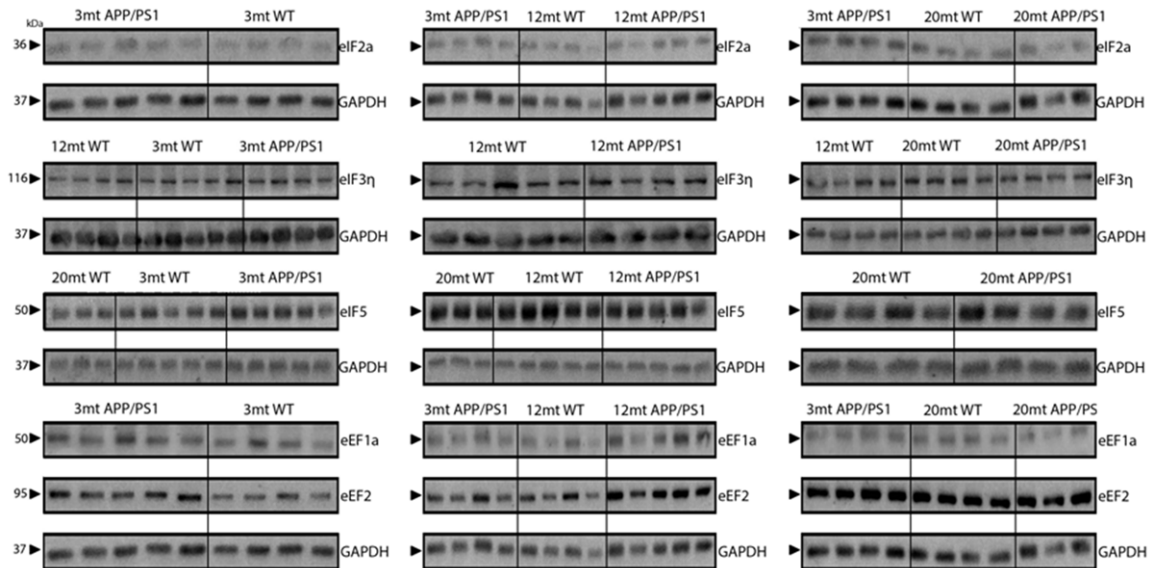 3mt APP/PS1 3mt WT 3mt APP/PS1 12mt WT 12mt APP/PS1 3mt APP/PS1 20mt WT 20mt APP/PS1
kDa
36 eIF2a eIF2a eIF2a
37 GAPDH GAPDH GAPDH
12mt WT 3mt WT 3mt APP/PS1 12mt WT 12mt APP/PS1 12mt WT 20mt WT 20mt APP/PS1
116 eIF3η eIF3η eIF3η
37 GAPDH GAPDH GAPDH
20mt WT 3mt WT 3mt APP/PS1 20mt WT 12mt WT 12mt APP/PS1 20mt WT 20mt APP/PS1
50 eIF5 eIF5 eIF5
37 GAPDH GAPDH GAPDH
3mt APP/PS1 3mt WT 3mt APP/PS1 12mt WT 12mt APP/PS1 3mt APP/PS1 20mt WT 20mt APP/PS
50 eEF1a eEF1a eEF1a
95 eEF2 eEF2 eEF2
37 GAPDH GAPDH GAPDH